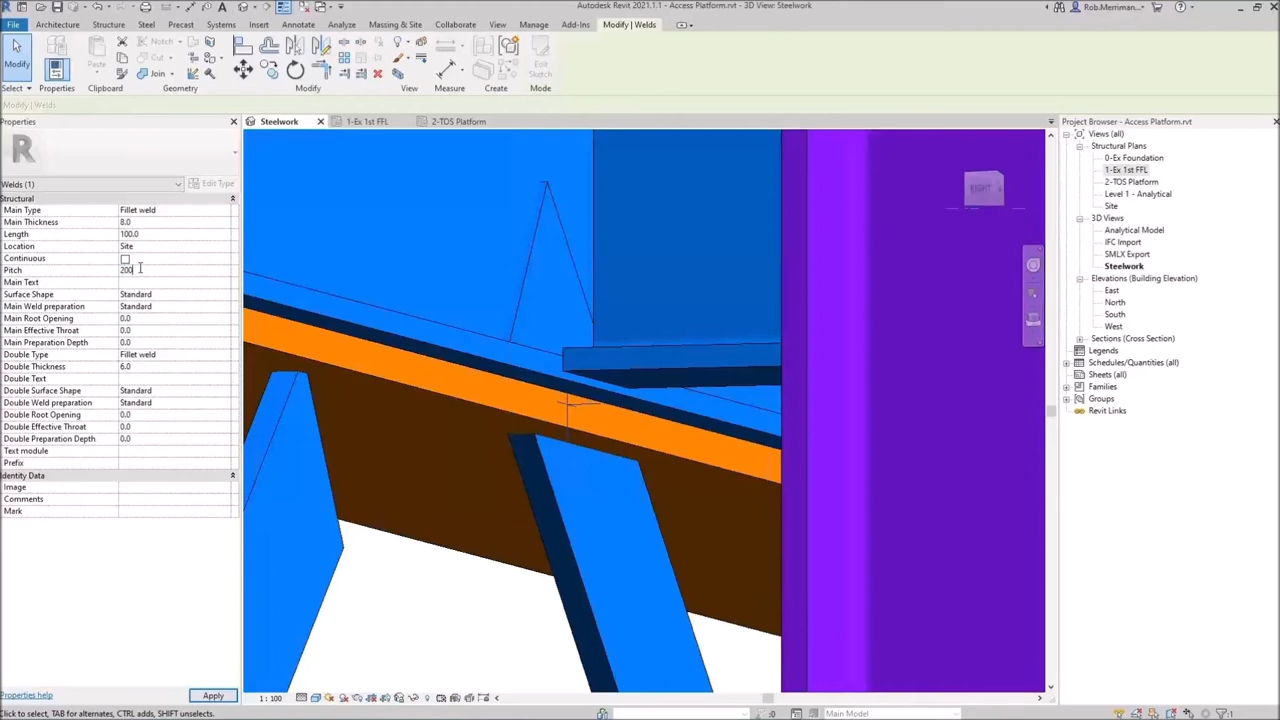 Autodesk Revit 2021.1.1 - Access Platform.rvt - 3D View: Steelwork
Rob.Merriman...
File Architecture Structure Steel Precast Systems Insert Annotate Analyze Massing & Site Collaborate View Manage Add-Ins Modify | Welds
Modify Paste Notch Cut Join Edit Sketch
Select Properties Clipboard Geometry Modify View Measure Create Mode
Modify | Welds
Properties
Steelwork 1-Ex 1st FFL 2-TOS Platform
Project Browser - Access Platform.rvt
R
Welds (1) Edit Type
Structural
Main Type Fillet weld
Main Thickness 8.0
Length 100.0
Location Site
Continuous
Pitch 200
Main Text
Surface Shape Standard
Main Weld preparation Standard
Main Root Opening 0.0
Main Effective Throat 0.0
Main Preparation Depth 0.0
Double Type Fillet weld
Double Thickness 6.0
Double Text
Double Surface Shape Standard
Double Weld preparation Standard
Double Root Opening 0.0
Double Effective Throat 0.0
Double Preparation Depth 0.0
Text module
Prefix
Identity Data
Image
Comments
Mark
RIGHT
Views (all)
Structural Plans
0-Ex Foundation
1-Ex 1st FFL
2-TOS Platform
Level 1 - Analytical
Site
3D Views
Analytical Model
IFC Import
SMLX Export
Steelwork
Elevations (Building Elevation)
East
North
South
West
Sections (Cross Section)
Legends
Schedules/Quantities (all)
Sheets (all)
Families
Groups
Revit Links
Properties help Apply
1 : 100
Click to select, TAB for alternates, CTRL adds, SHIFT unselects.
:0 Main Model :1